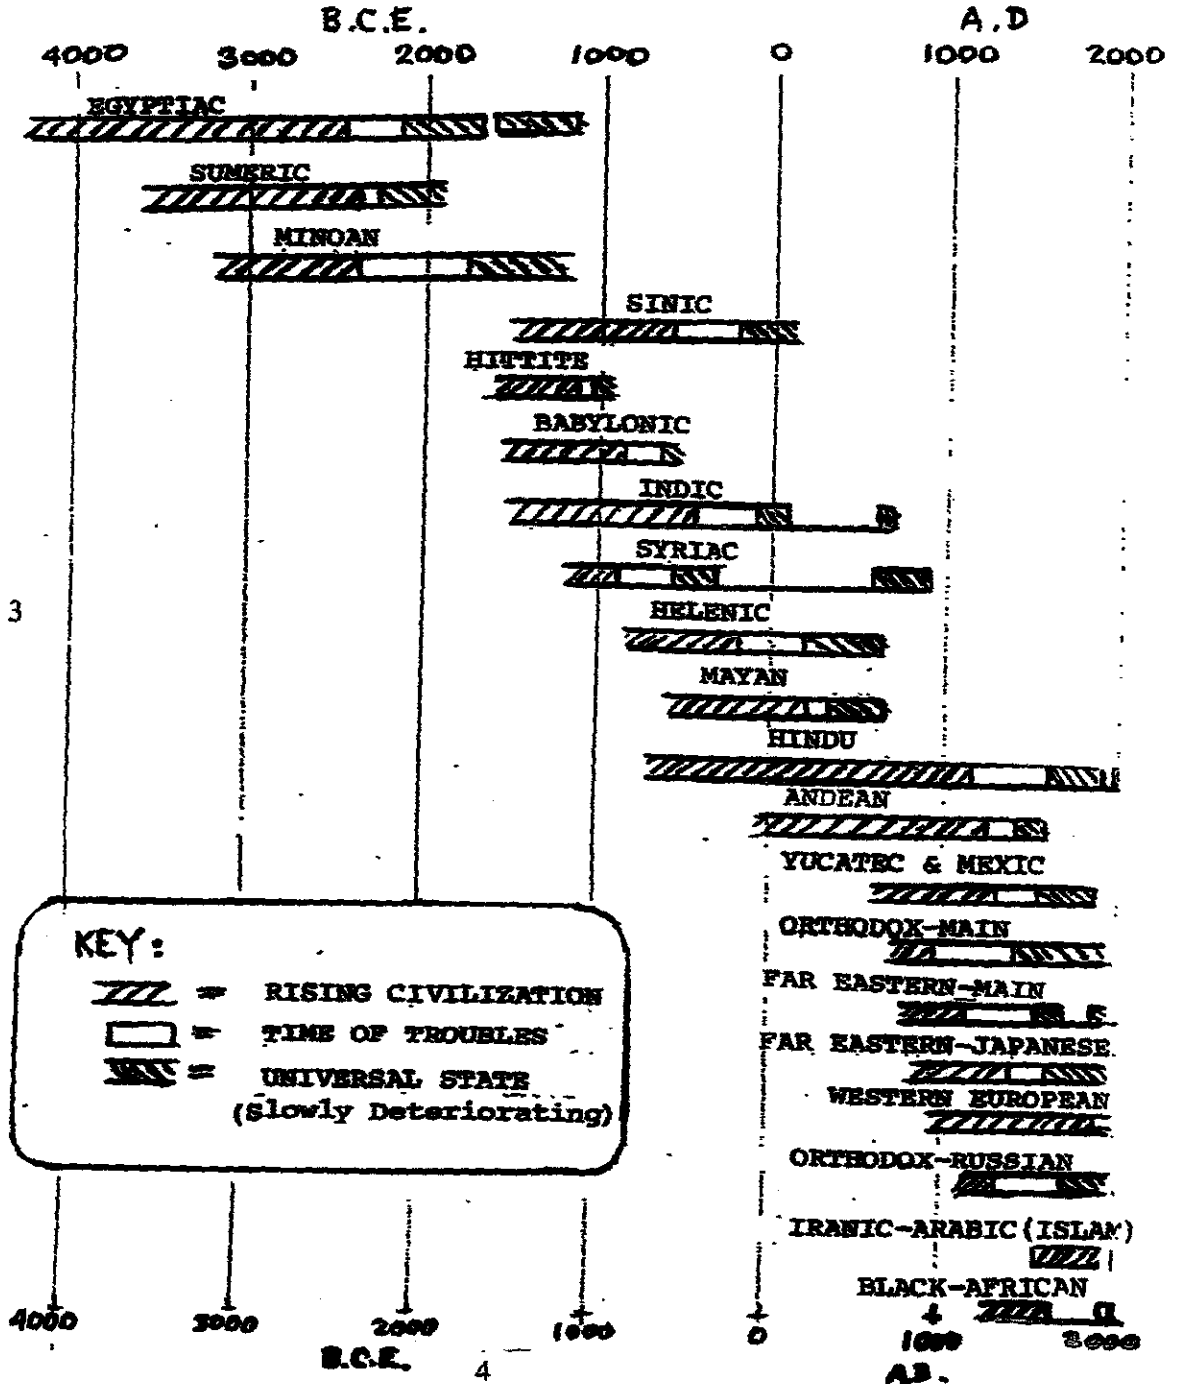 B.C.E. A.D
4000 3000 2000 1000 0 1000 2000
EGYPTIAC
SUMERIC
MINOAN
SINIC
HITTITE
BABYLONIC
INDIC
SYRIAC
3
HELENIC
MAYAN
HINDU
ANDEAN
YUCATEC & MEXIC
KEY:
ORTHODOX-MAIN
FAR EASTERN-MAIN
= RISING CIVILIZATION
= TIME OF TROUBLES
FAR EASTERN-JAPANESE
= UNIVERSAL STATE
WESTERN EUROPEAN
(Slowly Deteriorating)
ORTHODOX-RUSSIAN
IRANIC-ARABIC(ISLAM)
BLACK-AFRICAN
4000 3000 2000 1000 0 1000 2000
B.C.E. A.D.
4